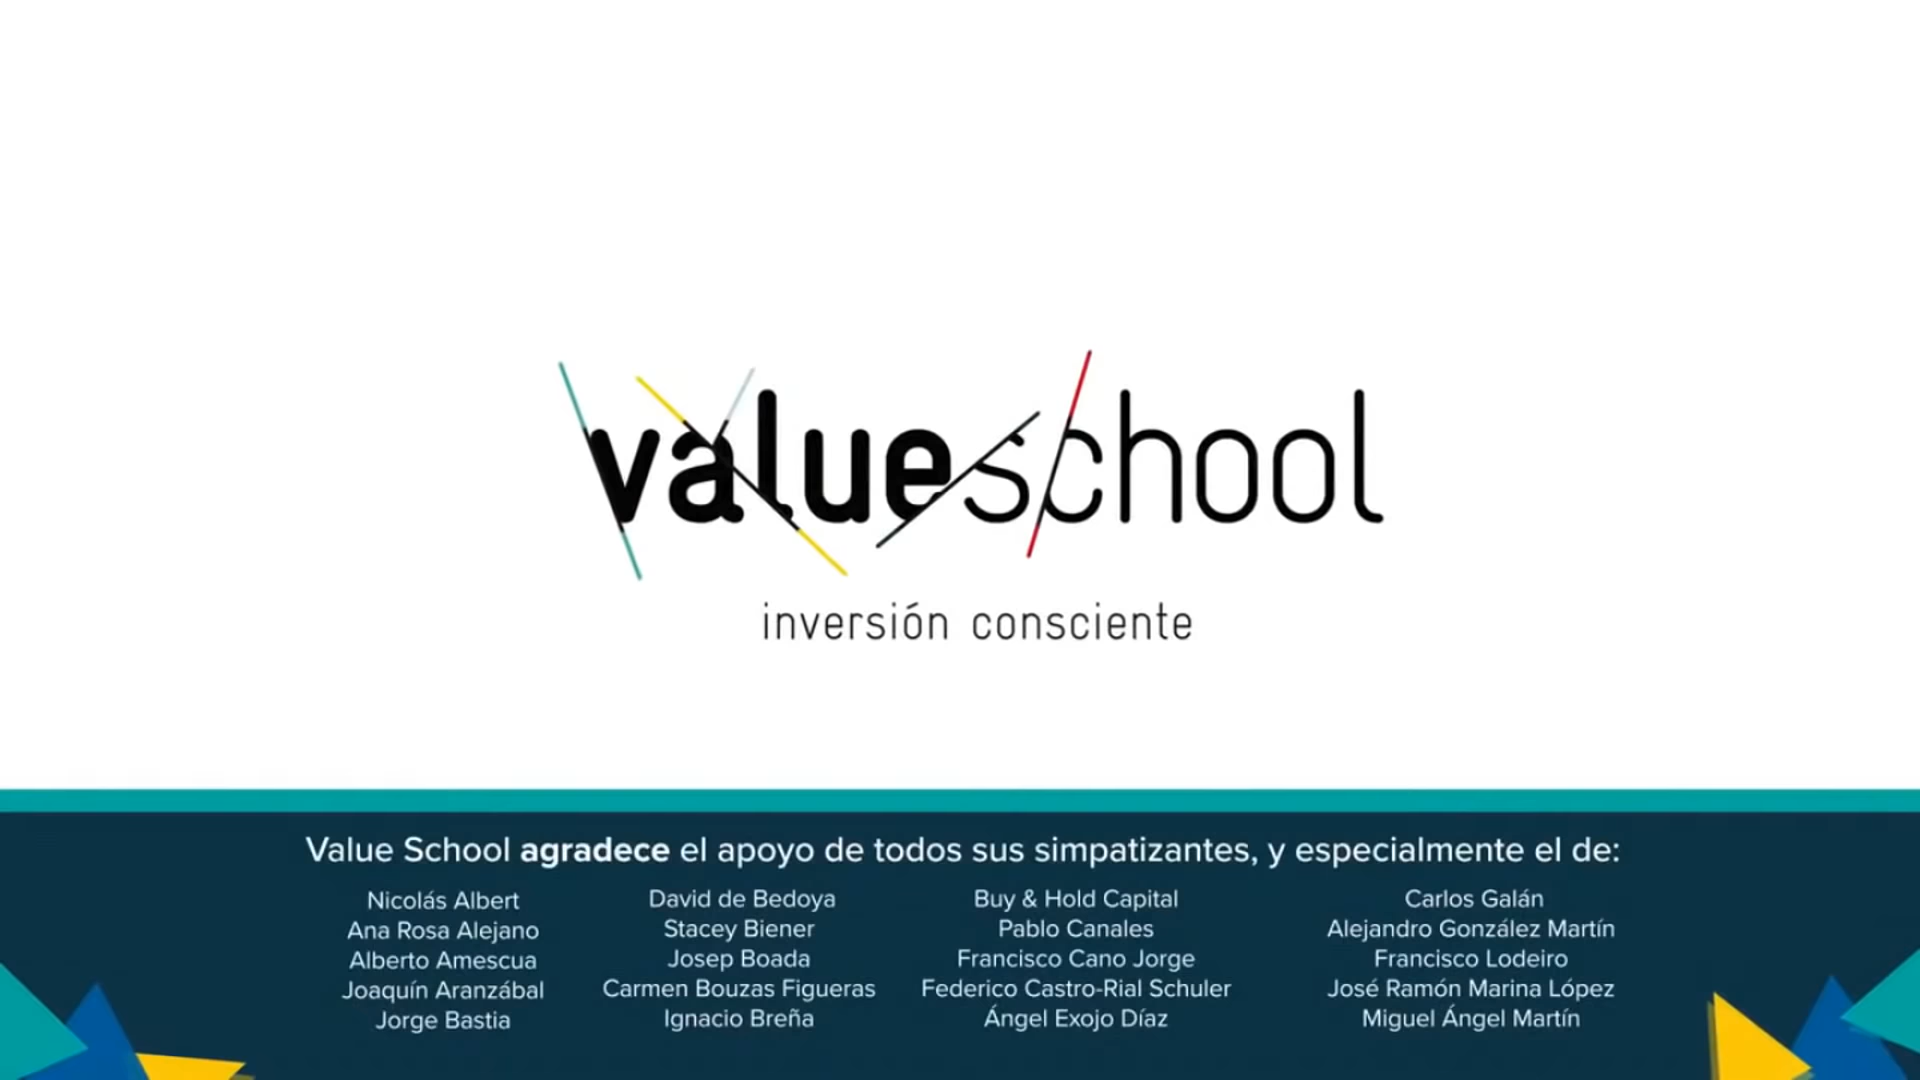 valueschool
inversión consciente
Value School agradece el apoyo de todos sus simpatizantes, y especialmente el de:
Nicolás Albert
Ana Rosa Alejano
Alberto Amescua
Joaquín Aranzábal
Jorge Bastia
David de Bedoya
Stacey Biener
Josep Boada
Carmen Bouzas Figueras
Ignacio Breña
Buy & Hold Capital
Pablo Canales
Francisco Cano Jorge
Federico Castro-Rial Schuler
Ángel Exojo Díaz
Carlos Galán
Alejandro González Martín
Francisco Lodeiro
José Ramón Marina López
Miguel Ángel Martín